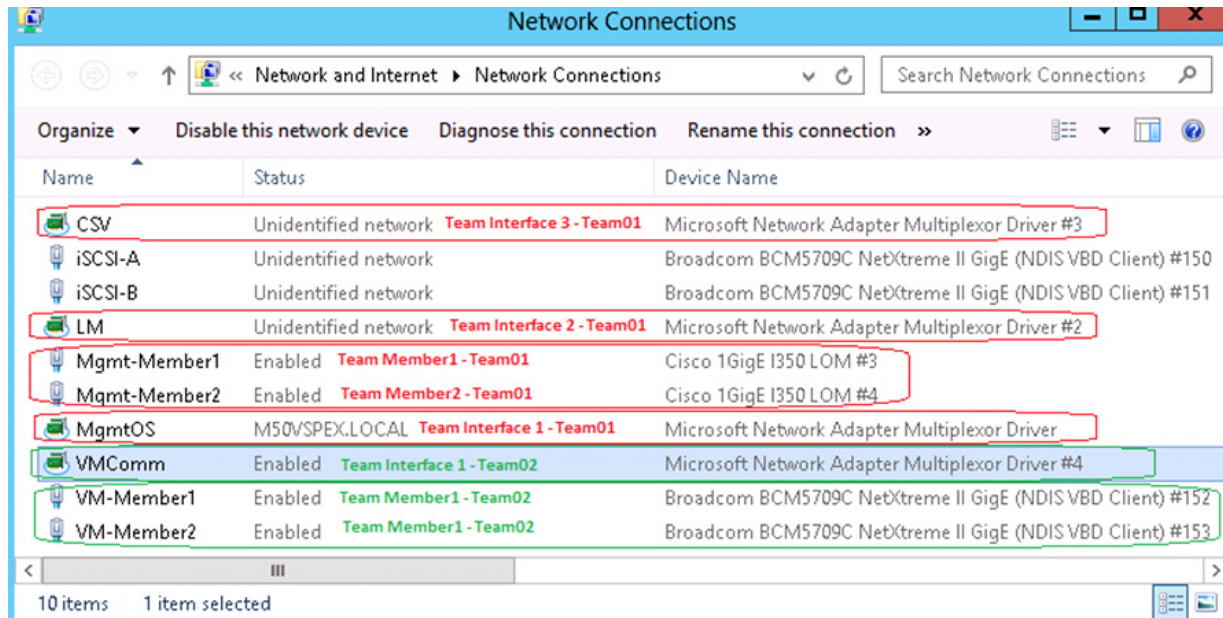 Network Connections
« Network and Internet ▸ Network Connections
Search Network Connections
Organize Disable this network device Diagnose this connection Rename this connection »
Name Status Device Name
CSV Unidentified network Team Interface 3 - Team01 Microsoft Network Adapter Multiplexor Driver #3
iSCSI-A Unidentified network Broadcom BCM5709C NetXtreme II GigE (NDIS VBD Client) #150
iSCSI-B Unidentified network Broadcom BCM5709C NetXtreme II GigE (NDIS VBD Client) #151
LM Unidentified network Team Interface 2 - Team01 Microsoft Network Adapter Multiplexor Driver #2
Mgmt-Member1 Enabled Team Member1 - Team01 Cisco 1GigE I350 LOM #3
Mgmt-Member2 Enabled Team Member2 - Team01 Cisco 1GigE I350 LOM #4
MgmtOS M50VSPEX.LOCAL Team Interface 1 - Team01 Microsoft Network Adapter Multiplexor Driver
VMComm Enabled Team Interface 1 - Team02 Microsoft Network Adapter Multiplexor Driver #4
VM-Member1 Enabled Team Member1 - Team02 Broadcom BCM5709C NetXtreme II GigE (NDIS VBD Client) #152
VM-Member2 Enabled Team Member1 - Team02 Broadcom BCM5709C NetXtreme II GigE (NDIS VBD Client) #153
10 items 1 item selected